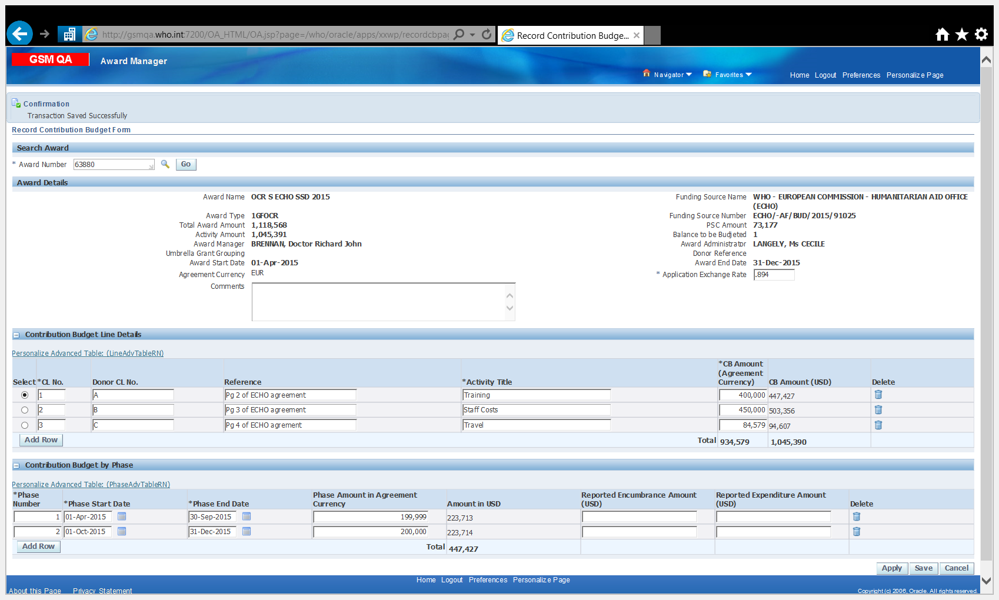 http://gsmqa.who.int:7200/OA_HTML/OA.jsp?page=/who/oracle/apps/xxwp/recordcbpag
Record Contribution Budge...
GSM QA
Award Manager
Navigator
Favorites
Home Logout Preferences Personalize Page
Confirmation
Transaction Saved Successfully
Record Contribution Budget Form
Search Award
* Award Number 63880 Go
Award Details
Award Name OCR S ECHO SSD 2015
Funding Source Name WHO - EUROPEAN COMMISSION - HUMANITARIAN AID OFFICE (ECHO)
Award Type 1GFOCR
Funding Source Number ECHO/-AF/BUD/2015/91025
Total Award Amount 1,118,568
PSC Amount 73,177
Activity Amount 1,045,391
Balance to be Budjeted 1
Award Manager BRENNAN, Doctor Richard John
Award Administrator LANGELY, Ms CECILE
Umbrella Grant Grouping
Donor Reference
Award Start Date 01-Apr-2015
Award End Date 31-Dec-2015
Agreement Currency EUR
* Application Exchange Rate .894
Comments
Contribution Budget Line Details
Personalize Advanced Table: (LineAdvTableRN)
Select *CL No. Donor CL No. Reference *Activity Title *CB Amount (Agreement Currency) CB Amount (USD) Delete
1 A Pg 2 of ECHO agreement Training 400,000 447,427
2 B Pg 3 of ECHO agreement Staff Costs 450,000 503,356
3 C Pg 4 of ECHO agrement Travel 84,579 94,607
Add Row Total 934,579 1,045,390
Contribution Budget by Phase
Personalize Advanced Table: (PhaseAdvTableRN)
*Phase Number *Phase Start Date *Phase End Date Phase Amount in Agreement Currency Amount in USD Reported Encumbrance Amount (USD) Reported Expenditure Amount (USD) Delete
1 01-Apr-2015 30-Sep-2015 199,999 223,713
2 01-Oct-2015 31-Dec-2015 200,000 223,714
Add Row Total 447,427
Apply Save Cancel
Home Logout Preferences Personalize Page
About this Page Privacy Statement
Copyright (c) 2006, Oracle. All rights reserved.